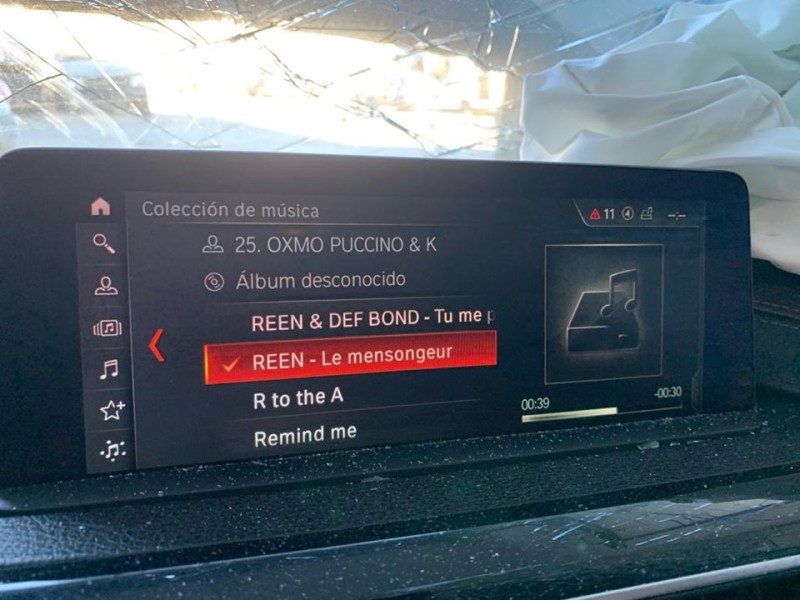 Colección de música
11 4 --:--
25. OXMO PUCCINO & K
Álbum desconocido
REEN & DEF BOND - Tu me p
REEN - Le mensongeur
R to the A
Remind me
00:39 -00:30